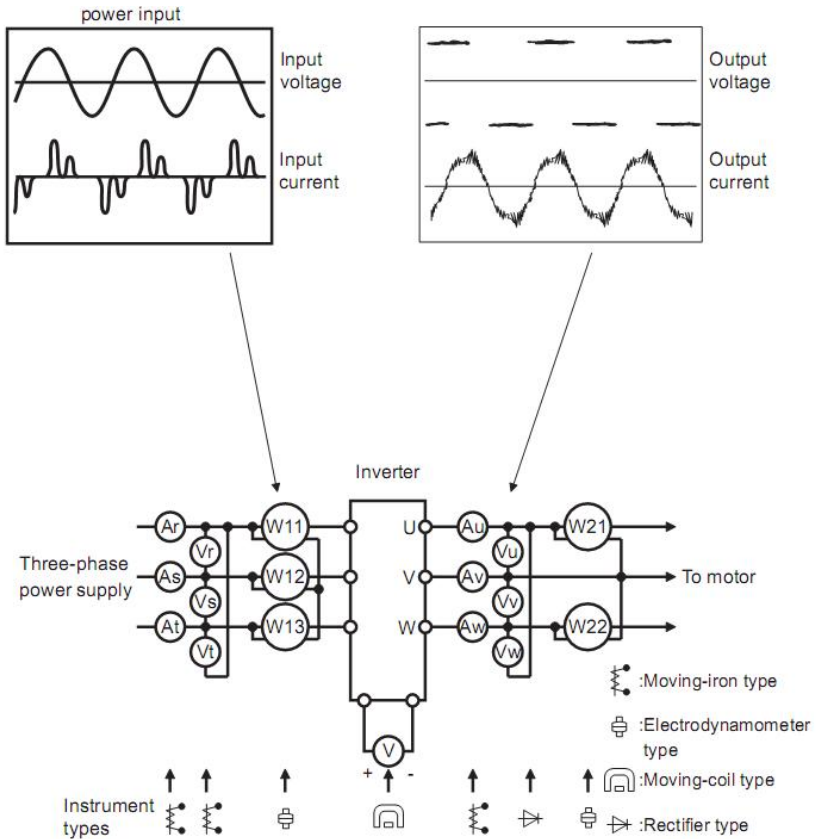 power input
Input
voltage
Input
current
Output
voltage
Output
current
Inverter
Ar
W11
U
Au
W21
Vr
Vu
Three-phase
power supply
As
W12
V
Av
To motor
Vs
Vv
At
W13
W
Aw
W22
Vt
Vw
:Moving-iron type
:Electrodynamometer
type
V
+ -
:Moving-coil type
Instrument
types
:Rectifier type